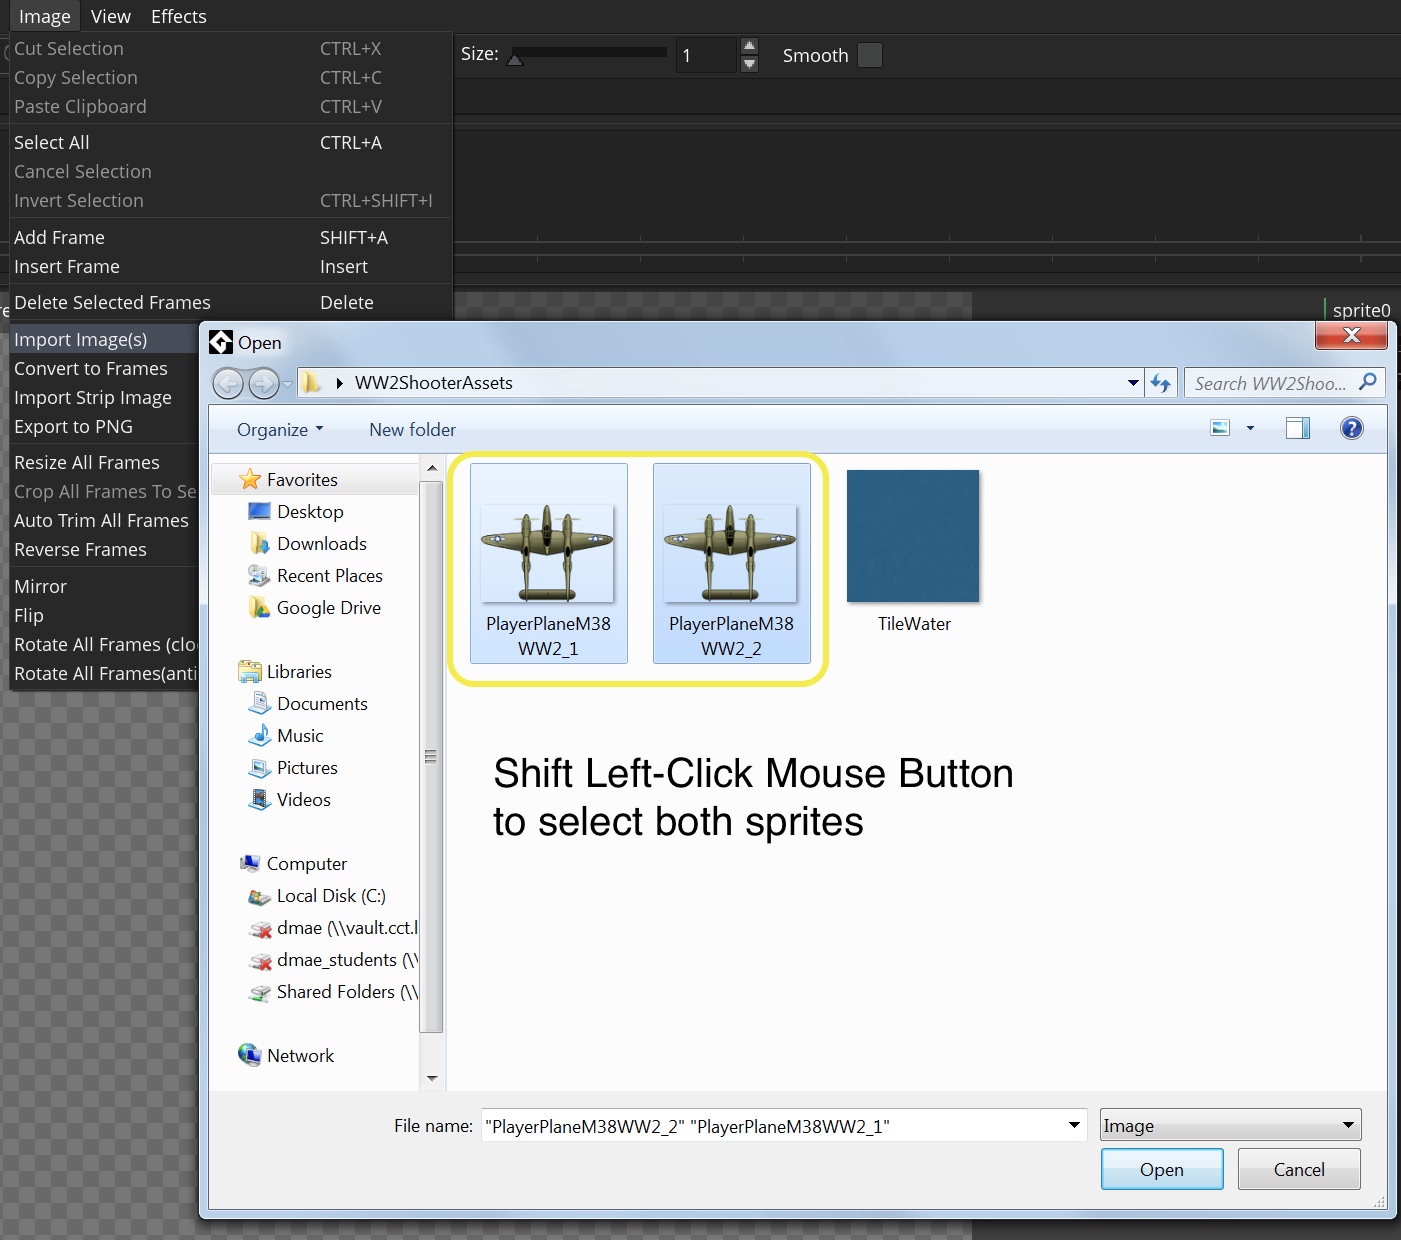 Image View Effects
Cut Selection CTRL+X
Copy Selection CTRL+C
Paste Clipboard CTRL+V
Select All CTRL+A
Cancel Selection
Invert Selection CTRL+SHIFT+I
Add Frame SHIFT+A
Insert Frame Insert
Delete Selected Frames Delete
Import Image(s)
Convert to Frames
Import Strip Image
Export to PNG
Resize All Frames
Crop All Frames To Se
Auto Trim All Frames
Reverse Frames
Mirror
Flip
Rotate All Frames (clo
Rotate All Frames(anti
Size: 1 Smooth
sprite0
Open
WW2ShooterAssets
Search WW2Shoo...
Organize New folder
Favorites
Desktop
Downloads
Recent Places
Google Drive
Libraries
Documents
Music
Pictures
Videos
Computer
Local Disk (C:)
dmae (\\vault.cct.l
dmae_students (\\
Shared Folders (\\
Network
PlayerPlaneM38
WW2_1
PlayerPlaneM38
WW2_2
TileWater
Shift Left-Click Mouse Button
to select both sprites
File name: "PlayerPlaneM38WW2_2" "PlayerPlaneM38WW2_1"
Image
Open Cancel